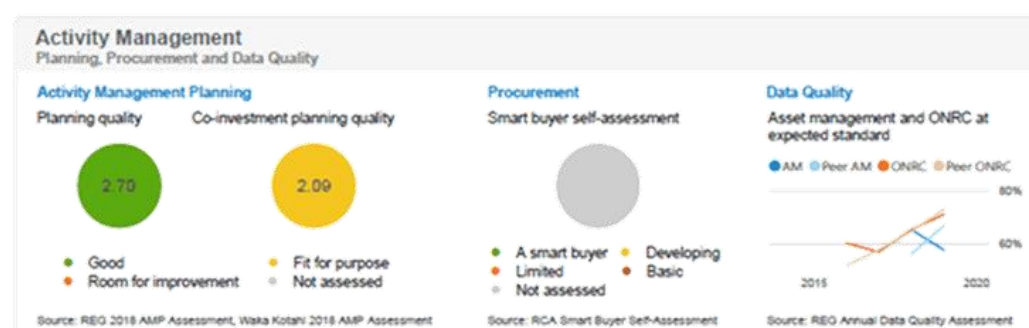 Activity Management
Planning, Procurement and Data Quality
Activity Management Planning
Planning quality
Co-investment planning quality
2.70
2.09
Good
Fit for purpose
Room for improvement
Not assessed
Source: REG 2018 AMP Assessment, Waka Kotahi 2018 AMP Assessment
Procurement
Smart buyer self-assessment
A smart buyer
Developing
Limited
Basic
Not assessed
Source: RCA Smart Buyer Self-Assessment
Data Quality
Asset management and ONRC at
expected standard
AM Peer AM ONRC Peer ONRC
80%
60%
2015
2020
Source: REG Annual Data Quality Assessment